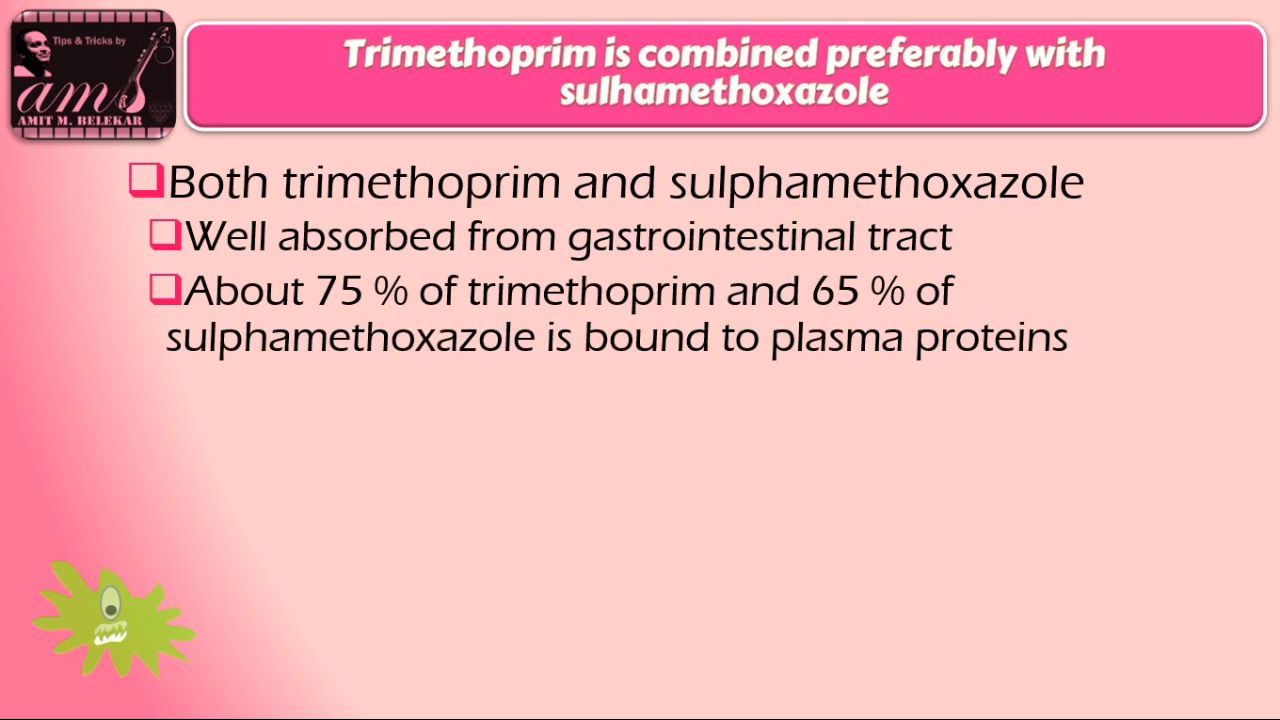 Tips & Tricks by
am
AMIT M. BELEKAR
Trimethoprim is combined preferably with
sulhamethoxazole
Both trimethoprim and sulphamethoxazole
Well absorbed from gastrointestinal tract
About 75 % of trimethoprim and 65 % of
sulphamethoxazole is bound to plasma proteins